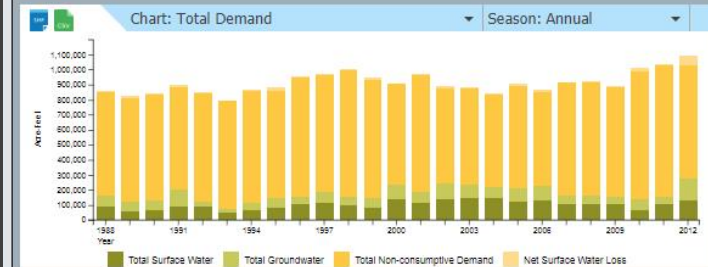 SHP CSV Chart: Total Demand Season: Annual
1,100,000
1,000,000
900,000
800,000
700,000
600,000
500,000
400,000
300,000
200,000
100,000
0
Acre-feet
1988 1991 1994 1997 2000 2003 2006 2009 2012
Year
Total Surface Water Total Groundwater Total Non-consumptive Demand Net Surface Water Loss